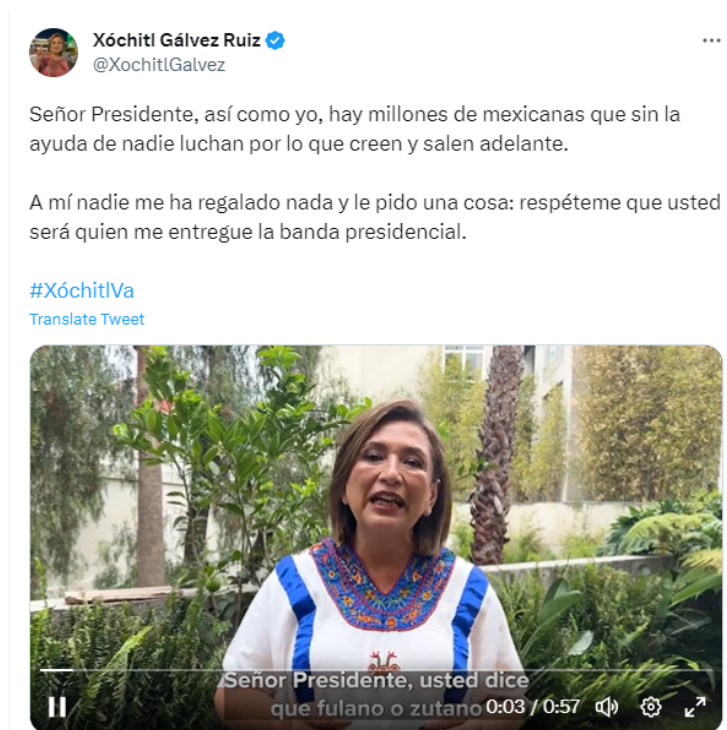 Xóchitl Gálvez Ruiz
@XochitlGalvez
Señor Presidente, así como yo, hay millones de mexicanas que sin la
ayuda de nadie luchan por lo que creen y salen adelante.
A mí nadie me ha regalado nada y le pido una cosa: respéteme que usted
será quien me entregue la banda presidencial.
#XóchitlVa
Translate Tweet
Señor Presidente, usted dice
que fulano o zutano
0:03 / 0:57